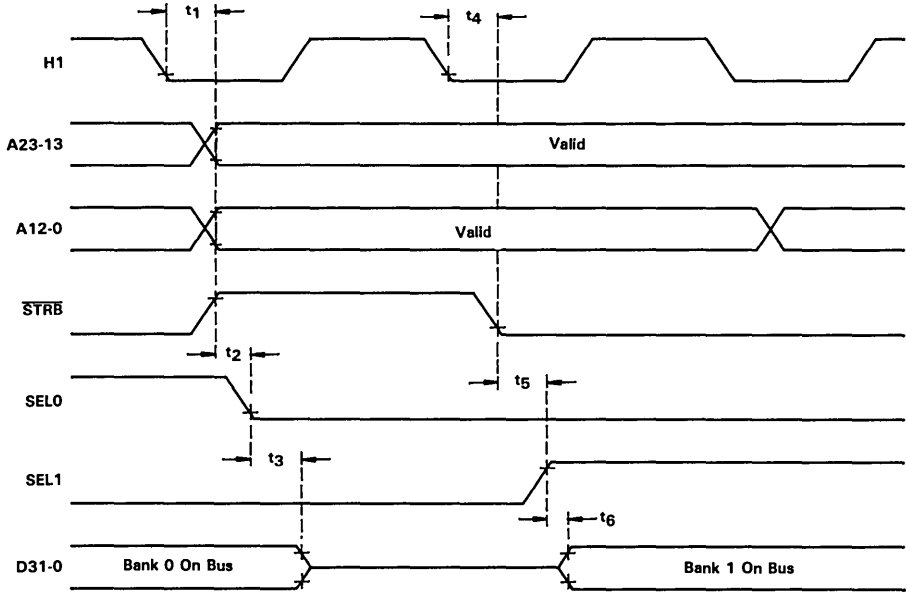 t1
t4
H1
A23-13
Valid
A12-0
Valid
STRB
t2
t5
SEL0
t3
SEL1
t6
D31-0
Bank 0 On Bus
Bank 1 On Bus